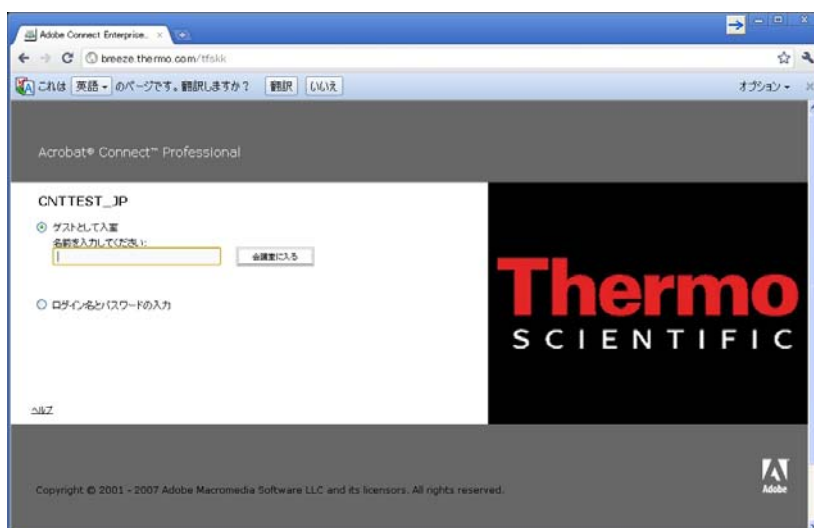 Adobe Connect Enterprise...
breeze.thermo.com/tfskk
これは 英語 のページです。翻訳しますか? 翻訳 いいえ オプション
Acrobat® Connect™ Professional
CNTTEST_JP
ゲストとして入室
名前を入力してください:
会議室に入る
ログイン名とパスワードの入力
ヘルプ
Thermo
SCIENTIFIC
Copyright © 2001 - 2007 Adobe Macromedia Software LLC and its licensors. All rights reserved.
Adobe